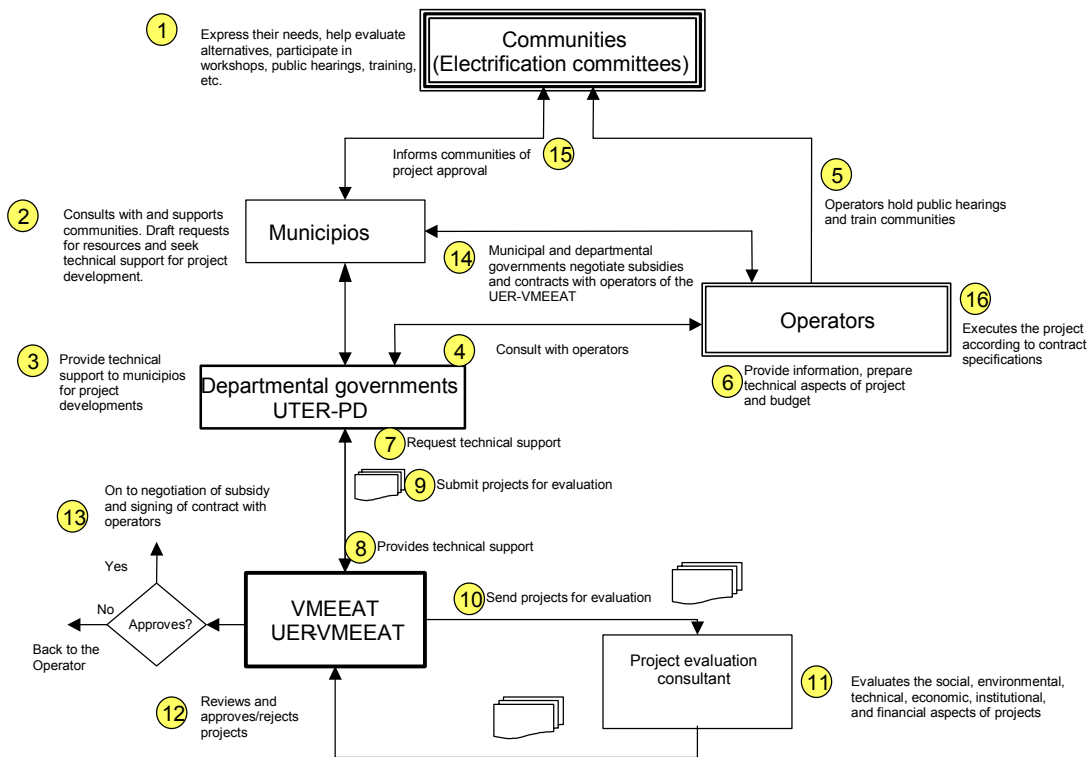 1
Express their needs, help evaluate
alternatives, participate in
workshops, public hearings, training,
etc.
Communities
(Electrification committees)
Informs communities of
project approval
15
5
Operators hold public hearings
and train communities
2
Consults with and supports
communities. Draft requests
for resources and seek
technical support for project
development.
Municipios
14
Municipal and departmental
governments negotiate subsidies
and contracts with operators of the
UER-VMEEAT
Operators
16
Executes the project
according to contract
specifications
3
Provide technical
support to municipios
for project
developments
4
Consult with operators
6
Provide information, prepare
technical aspects of project
and budget
Departmental governments
UTER-PD
7
Request technical support
9
Submit projects for evaluation
13
On to negotiation of subsidy
and signing of contract with
operators
8
Provides technical support
Yes
No
Approves?
Back to the
Operator
VMEEAT
UER-VMEEAT
10
Send projects for evaluation
Project evaluation
consultant
11
Evaluates the social, environmental,
technical, economic, institutional,
and financial aspects of projects
12
Reviews and
approves/rejects
projects